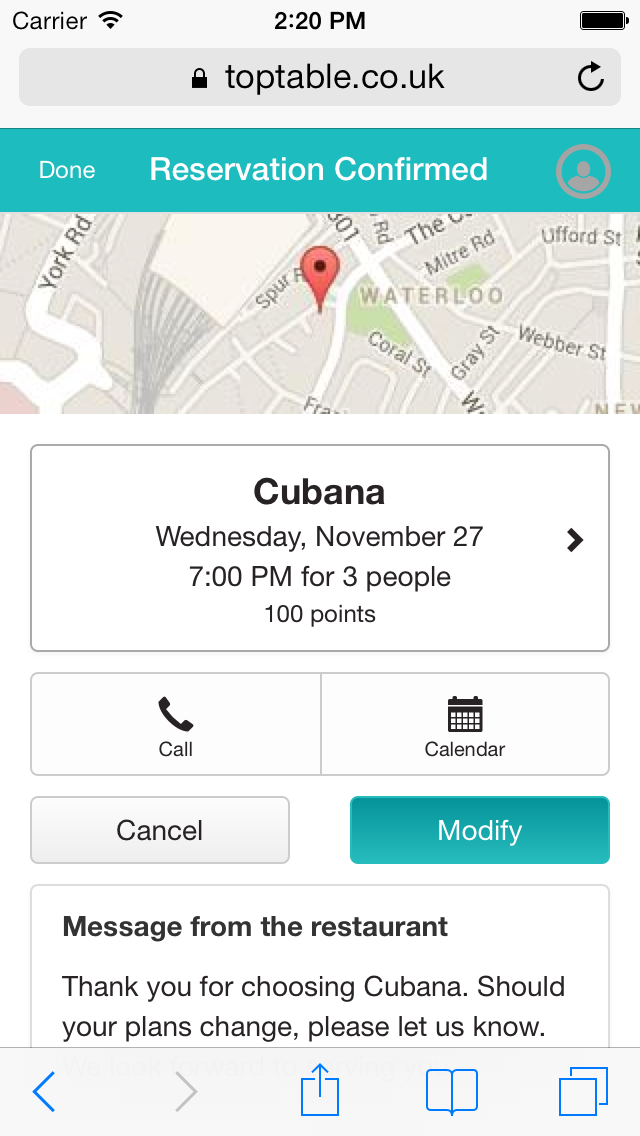 Carrier 2:20 PM
toptable.co.uk
Done Reservation Confirmed
York Rd
Rd
The
Mitre Rd
Ufford St
Spur
WATERLOO
Coral St
Gray St
Webber St
Cubana
Wednesday, November 27
7:00 PM for 3 people
100 points
Call Calendar
Cancel Modify
Message from the restaurant
Thank you for choosing Cubana. Should
your plans change, please let us know.
We look forward to serving